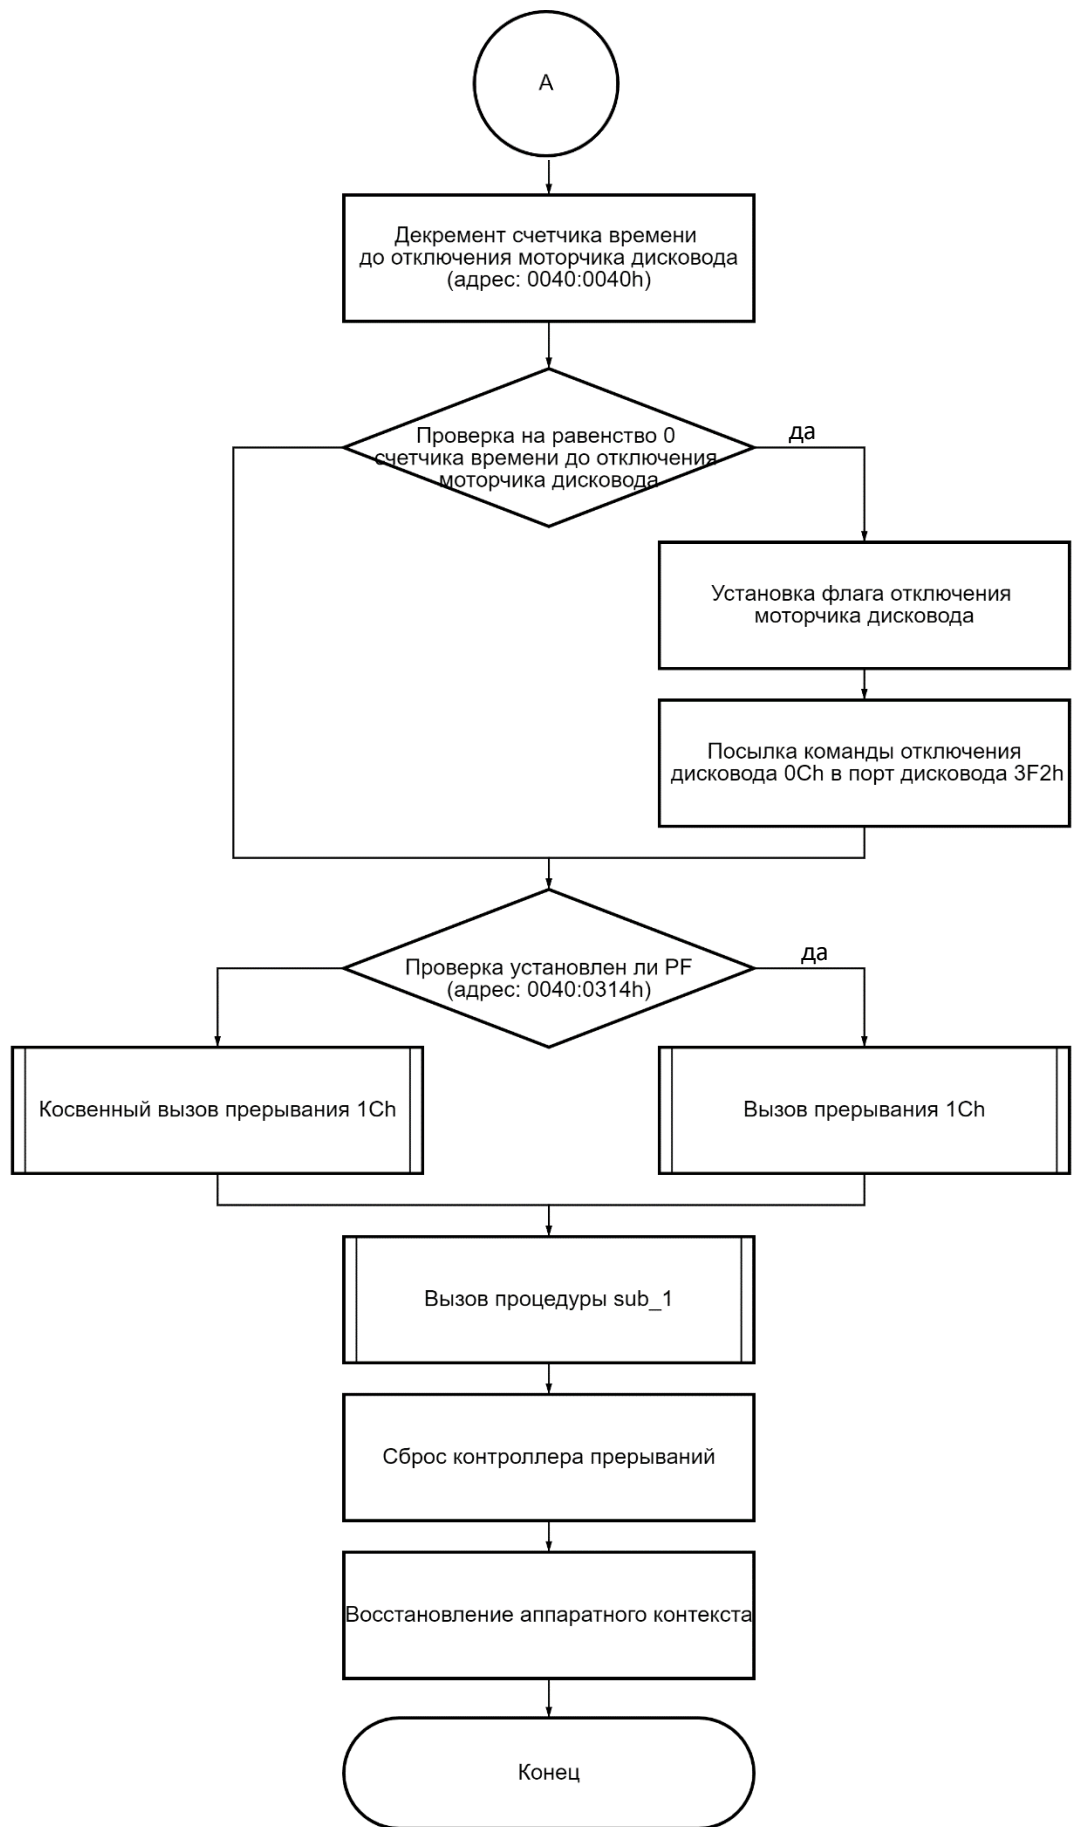 А
Декремент счетчика времени
до отключения моторчика дисковода
(адрес: 0040:0040h)
Проверка на равенство 0
счетчика времени до отключения
моторчика дисковода
да
Установка флага отключения
моторчика дисковода
Посылка команды отключения
дисковода 0Ch в порт дисковода 3F2h
Проверка установлен ли PF
(адрес: 0040:0314h)
да
Косвенный вызов прерывания 1Ch
Вызов прерывания 1Ch
Вызов процедуры sub_1
Сброс контроллера прерываний
Восстановление аппаратного контекста
Конец